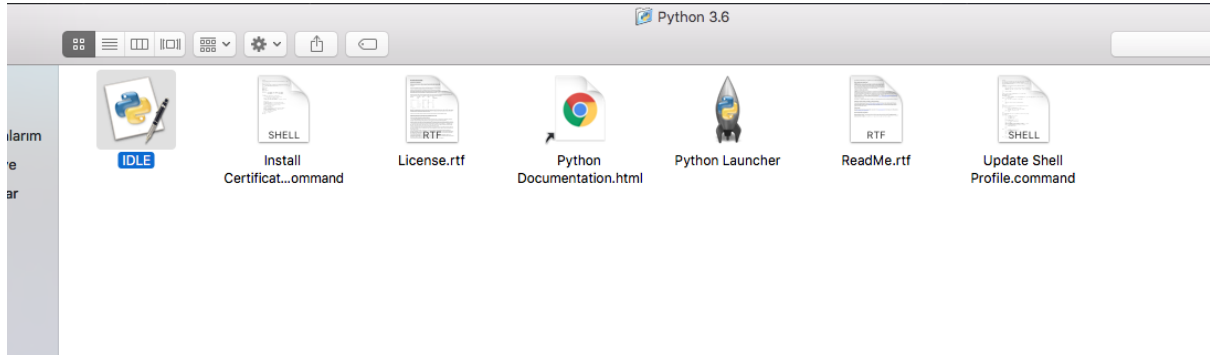 Python 3.6
ılarım
e
ar
SHELL
RTF
RTF
SHELL
IDLE
Install
Certificat...ommand
License.rtf
Python
Documentation.html
Python Launcher
ReadMe.rtf
Update Shell
Profile.command